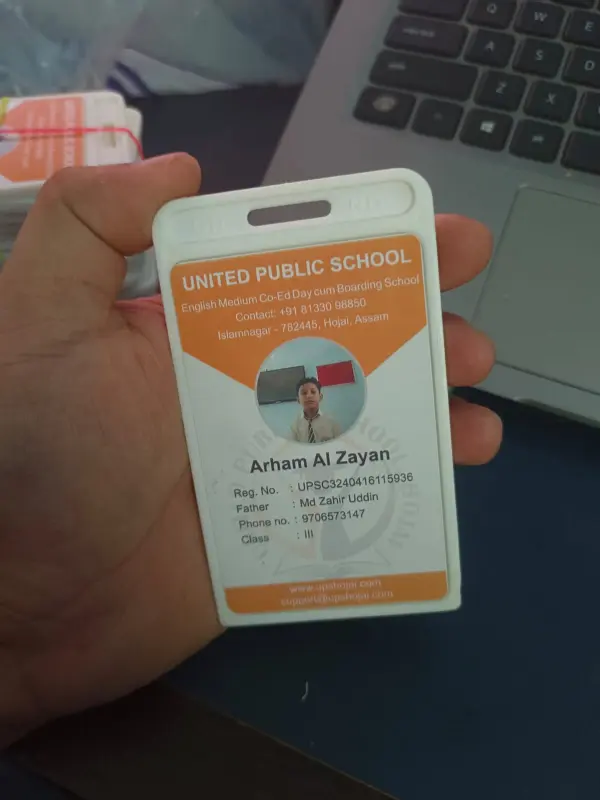 UNITED PUBLIC SCHOOL
English Medium Co-Ed Day cum Boarding School
Contact: +91 81330 98850
Islamnagar - 782445, Hojai, Assam
Arham Al Zayan
Reg. No. : UPSC3240416115936
Father : Md Zahir Uddin
Phone no. : 9706573147
Class : III
www.upshojai.com
support@upshojai.com
Q
W
E
A
S
D
Z
X